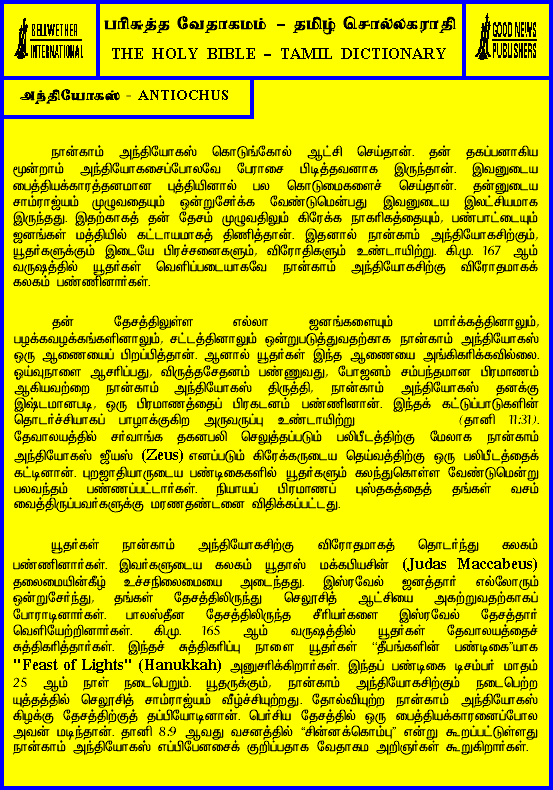 BELLWETHER
INTERNATIONAL
பரிசுத்த வேதாகமம் – தமிழ் சொல்லகராதி
THE HOLY BIBLE – TAMIL DICTIONARY
GOOD NEWS
PUBLISHERS
அந்தியோகஸ் - ANTIOCHUS
நான்காம் அந்தியோகஸ் கொடுங்கோல் ஆட்சி செய்தான். தன் தகப்பனாகிய
மூன்றாம் அந்தியோகசைப்போலவே பேராசை பிடித்தவனாக இருந்தான். இவனுடைய
பைத்தியக்காரத்தனமான புத்தியினால் பல கொடுமைகளைச் செய்தான். தன்னுடைய
சாம்ராஜ்யம் முழுவதையும் ஒன்றுசேர்க்க வேண்டுமென்பது இவனுடைய இலட்சியமாக
இருந்தது. இதற்காகத் தன் தேசம் முழுவதிலும் கிரேக்க நாகரிகத்தையும், பண்பாட்டையும்
ஜனங்கள் மத்தியில் கட்டாயமாகத் திணித்தான். இதனால் நான்காம் அந்தியோகசிற்கும்,
யூதர்களுக்கும் இடையே பிரச்சனைகளும், விரோதிகளும் உண்டாயிற்று. கி.மு. 167 ஆம்
வருஷத்தில் யூதர்கள் வெளிப்படையாகவே நான்காம் அந்தியோகசிற்கு விரோதமாகக்
கலகம் பண்ணினார்கள்.
தன் தேசத்திலுள்ள எல்லா ஜனங்களையும் மார்க்கத்தினாலும்,
பழக்கவழக்கங்களினாலும், சட்டத்தினாலும் ஒன்றுபடுத்துவதற்காக நான்காம் அந்தியோகஸ்
ஒரு ஆணையைப் பிறப்பித்தான். ஆனால் யூதர்கள் இந்த ஆணையை அங்கிகரிக்கவில்லை.
ஓய்வுநாளை ஆசரிப்பது, விருத்தசேதனம் பண்ணுவது, போஜனம் சம்பந்தமான பிரமாணம்
ஆகியவற்றை நான்காம் அந்தியோகஸ் திருத்தி, நான்காம் அந்தியோகஸ் தனக்கு
இஷ்டமானபடி, ஒரு பிரமாணத்தைப் பிரகடனம் பண்ணினான். இந்தக் கட்டுப்பாடுகளின்
தொடர்ச்சியாகப் பாழாக்குகிற அருவருப்பு உண்டாயிற்று (தானி 11:31).
தேவாலயத்தில் சர்வாங்க தகனபலி செலுத்தப்படும் பலிபீடத்திற்கு மேலாக நான்காம்
அந்தியோகஸ் ஜீயஸ் (Zeus) எனப்படும் கிரேக்கருடைய தெய்வத்திற்கு ஒரு பலிபீடத்தைக்
கட்டினான். புறஜாதியாருடைய பண்டிகைகளில் யூதர்களும் கலந்துகொள்ள வேண்டுமென்று
பலவந்தம் பண்ணப்பட்டார்கள். நியாயப் பிரமாணப் புஸ்தகத்தைத் தங்கள் வசம்
வைத்திருப்பவர்களுக்கு மரணதண்டனை விதிக்கப்பட்டது.
யூதர்கள் நான்காம் அந்தியோகசிற்கு விரோதமாகத் தொடர்ந்து கலகம்
பண்ணினார்கள். இவர்களுடைய கலகம் யூதாஸ் மக்கபியசின் (Judas Maccabeus)
தலைமையின்கீழ் உச்சநிலைமையை அடைந்தது. இஸ்ரவேல் ஜனத்தார் எல்லோரும்
ஒன்றுசேர்ந்து, தங்கள் தேசத்திலிருந்து செலூசித் ஆட்சியை அகற்றுவதற்காகப்
போராடினார்கள். பாலஸ்தீன தேசத்திலிருந்த சீரியர்களை இஸ்ரவேல் தேசத்தார்
வெளியேற்றினார்கள். கி.மு. 165 ஆம் வருஷத்தில் யூதர்கள் தேவாலயத்தைச்
சுத்திகரித்தார்கள். இந்தச் சுத்திகரிப்பு நாளை யூதர்கள் “தீபங்களின் பண்டிகை”யாக
"Feast of Lights" (Hanukkah) அனுசரிக்கிறார்கள். இந்தப் பண்டிகை டிசம்பர் மாதம்
25 ஆம் நாள் நடைபெறும். யூதருக்கும், நான்காம் அந்தியோகசிற்கும் நடைபெற்ற
யுத்தத்தில் செலூசித் சாம்ராஜ்யம் வீழ்ச்சியுற்றது. தோல்வியுற்ற நான்காம் அந்தியோகஸ்
கிழக்கு தேசத்திற்குத் தப்பியோடினான். பெர்சிய தேசத்தில் ஒரு பைத்தியக்காரனைப்போல
அவன் மடிந்தான். தானி 8:9 ஆவது வசனத்தில் “சின்னக்கொம்பு” என்று கூறப்பட்டுள்ளது
நான்காம் அந்தியோகஸ் எப்பிபேனசைக் குறிப்பதாக வேதாகம அறிஞர்கள் கூறுகிறார்கள்.